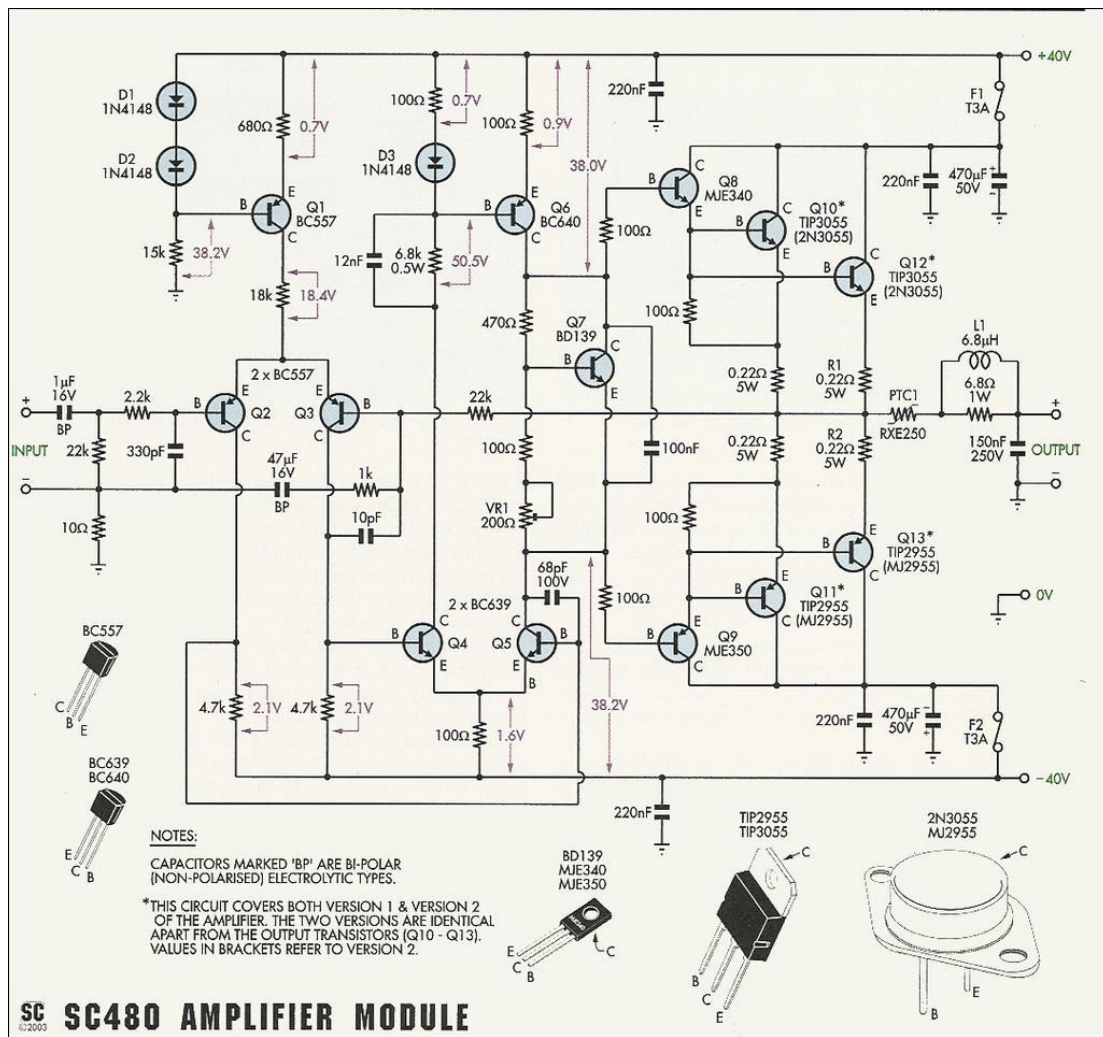 +40V
D1
1N4148
680Ω
0.7V
100Ω
0.7V
100Ω
0.9V
220nF
F1
T3A
D2
1N4148
D3
1N4148
38.0V
C
B
Q8
MJE340
E
220nF
470µF
50V
+
−
E
B
Q1
BC557
C
E
B
Q6
BC640
C
C
B
Q10*
TIP3055
(2N3055)
E
100Ω
15k
38.2V
12nF
6.8k
0.5W
50.5V
C
B
Q12*
TIP3055
(2N3055)
E
18k
18.4V
100Ω
470Ω
Q7
BD139
C
B
E
L1
6.8µH
2 x BC557
0.22Ω
5W
R1
0.22Ω
5W
6.8Ω
1W
1µF
16V
BP
+
2.2k
E
B
Q2
C
E
Q3
B
C
22k
PTC1
RXE250
+
INPUT
22k
330pF
47µF
16V
BP
1k
100Ω
100nF
0.22Ω
5W
R2
0.22Ω
5W
150nF
250V
OUTPUT
−
−
10Ω
10pF
VR1
200Ω
100Ω
E
B
Q13*
TIP2955
(MJ2955)
C
68pF
100V
E
B
Q11*
TIP2955
(MJ2955)
C
0V
2 x BC639
100Ω
C
B
Q4
E
C
Q5
B
E
B
E
B
Q9
MJE350
C
BC557
C
B
E
4.7k
2.1V
4.7k
2.1V
100Ω
1.6V
38.2V
220nF
470µF
50V
−
+
F2
T3A
BC639
BC640
E
C
B
−40V
220nF
NOTES:
CAPACITORS MARKED 'BP' ARE BI-POLAR
(NON-POLARISED) ELECTROLYTIC TYPES.
*THIS CIRCUIT COVERS BOTH VERSION 1 & VERSION 2
OF THE AMPLIFIER. THE TWO VERSIONS ARE IDENTICAL
APART FROM THE OUTPUT TRANSISTORS (Q10 - Q13).
VALUES IN BRACKETS REFER TO VERSION 2.
BD139
MJE340
MJE350
E
C
B
C
TIP2955
TIP3055
C
B
C
E
2N3055
MJ2955
C
E
B
SC
©2003
SC480 AMPLIFIER MODULE